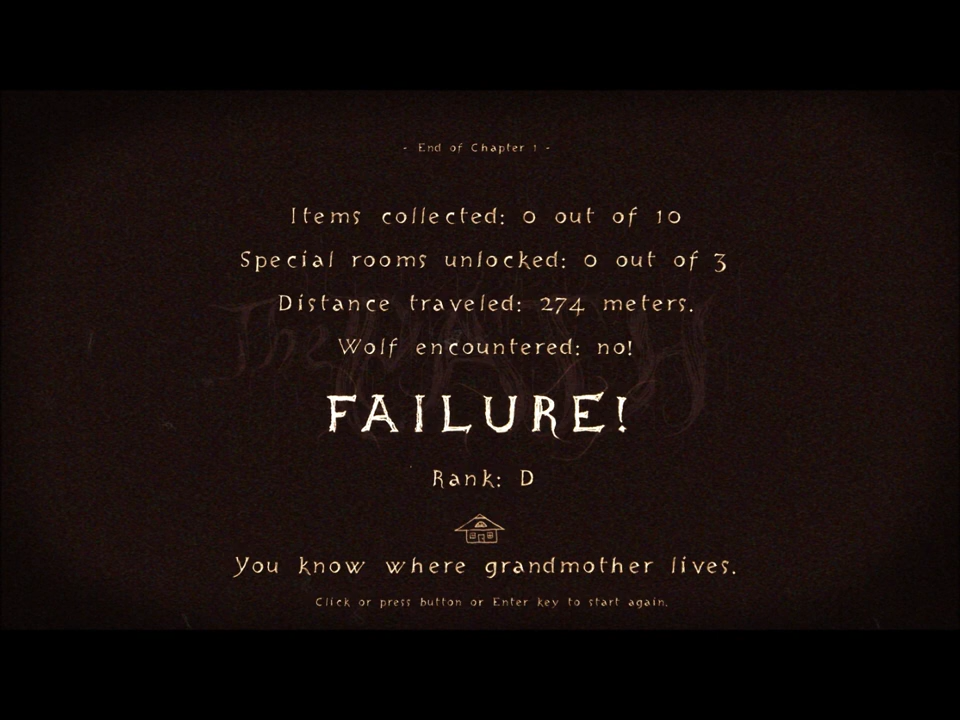 - End of Chapter 1 -
Items collected: 0 out of 10
Special rooms unlocked: 0 out of 3
Distance traveled: 274 meters.
Wolf encountered: no!
The PATH
FAILURE!
Rank: D
You know where grandmother lives.
Click or press button or Enter key to start again.